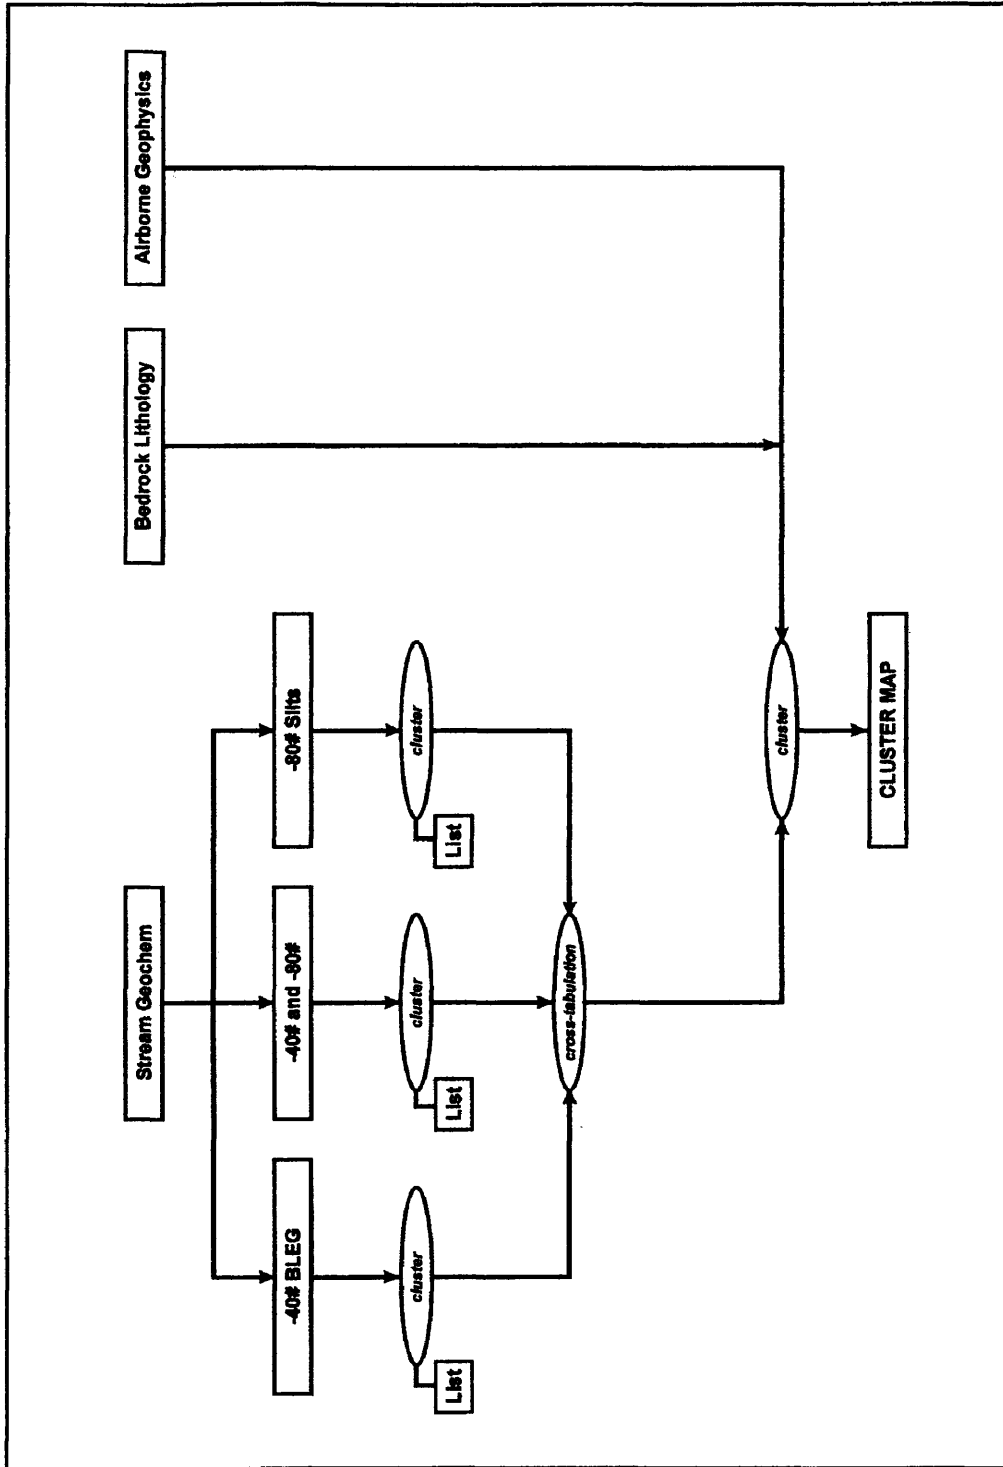 Stream Geochem
Bedrock Lithology
Airborne Geophysics
-40# BLEG
-40# and -80#
-80# Silts
cluster
cluster
cluster
List
List
List
cross-tabulation
cluster
CLUSTER MAP